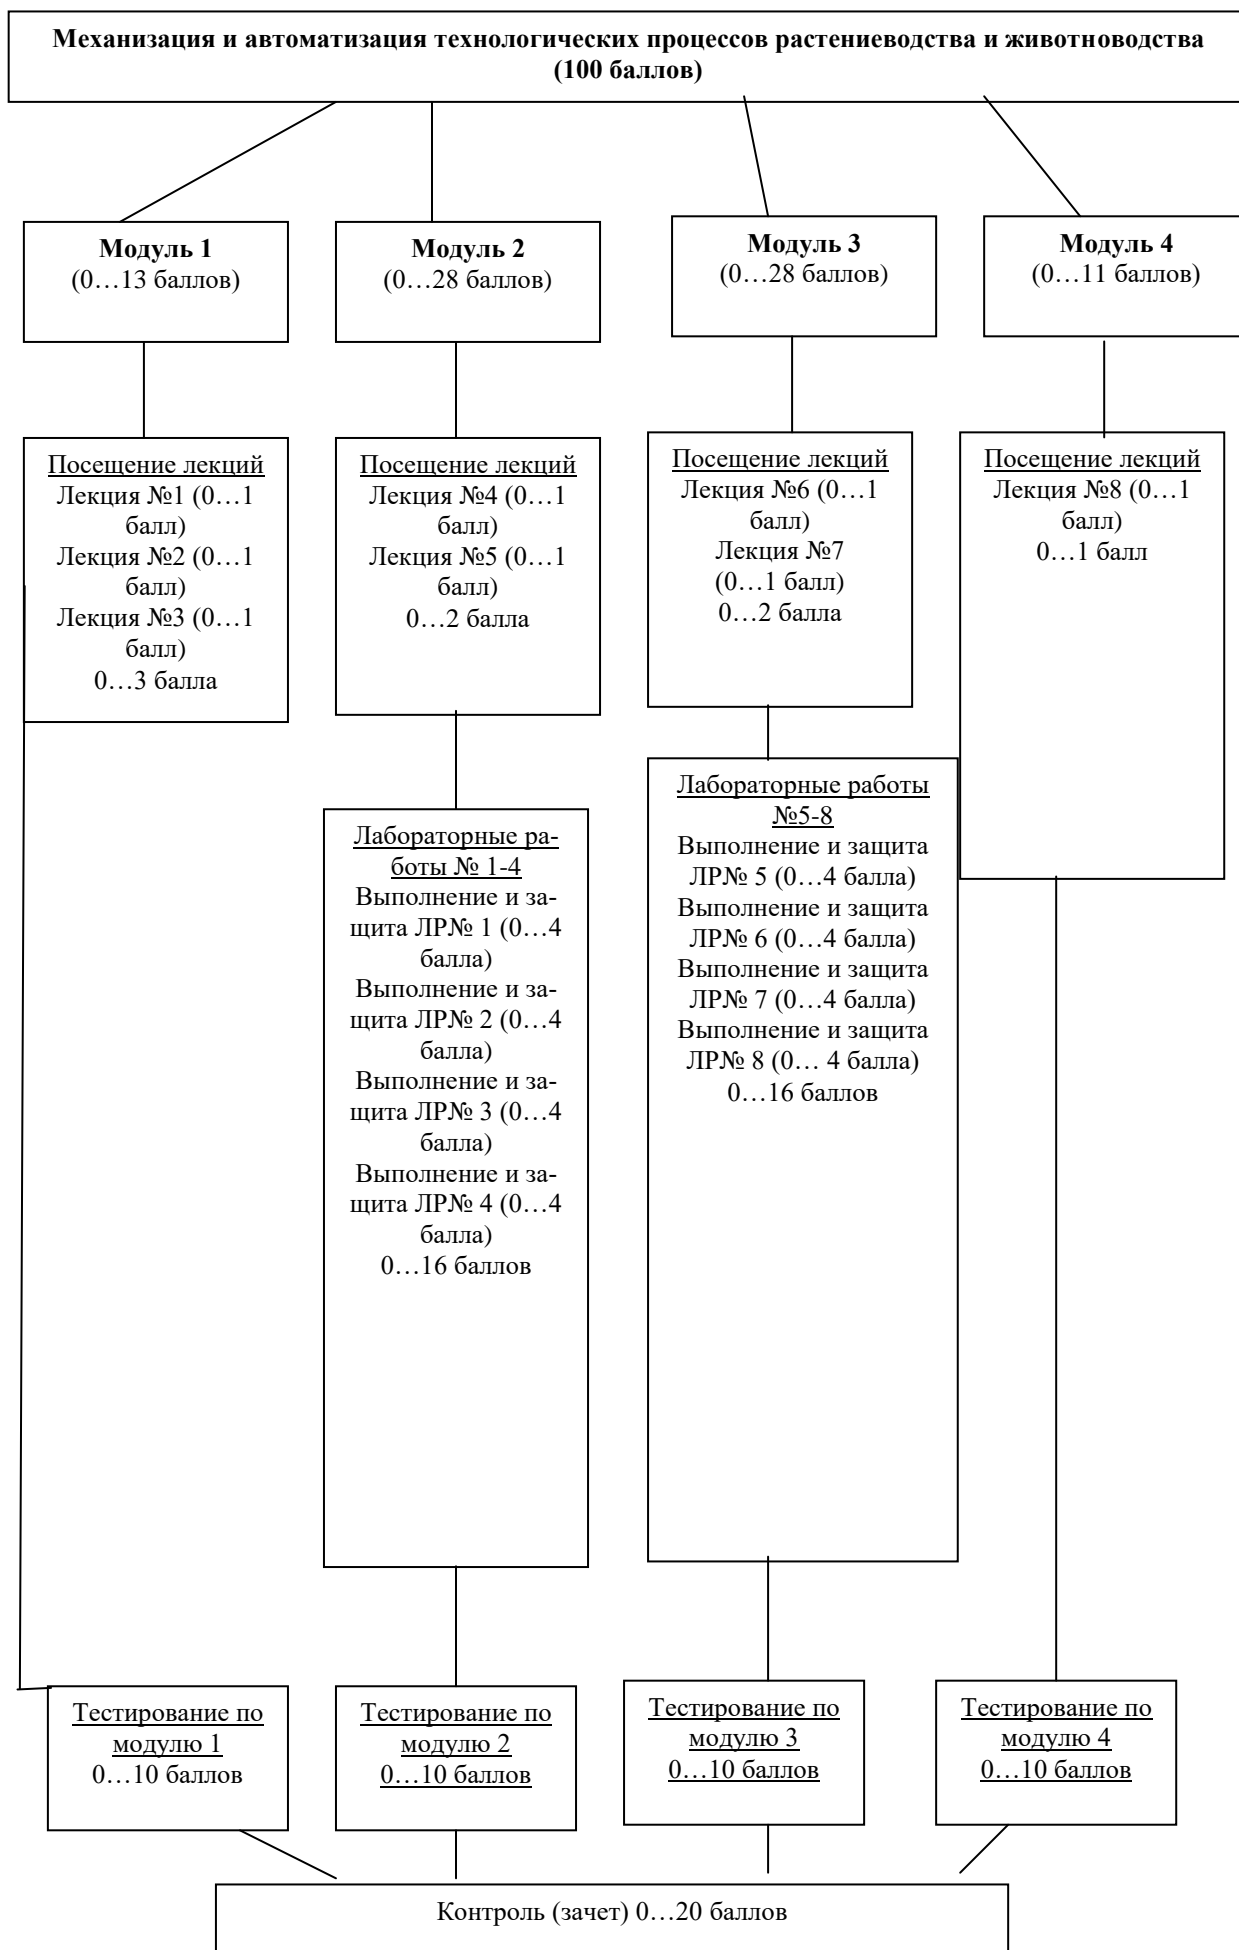 Механизация и автоматизация технологических процессов растениеводства и животноводства
(100 баллов)
Модуль 1
(0…13 баллов)
Модуль 2
(0…28 баллов)
Модуль 3
(0…28 баллов)
Модуль 4
(0…11 баллов)
Посещение лекций
Лекция №1 (0…1
балл)
Лекция №2 (0…1
балл)
Лекция №3 (0…1
балл)
0…3 балла
Посещение лекций
Лекция №4 (0…1
балл)
Лекция №5 (0…1
балл)
0…2 балла
Посещение лекций
Лекция №6 (0…1
балл)
Лекция №7
(0…1 балл)
0…2 балла
Посещение лекций
Лекция №8 (0…1
балл)
0…1 балл
Лабораторные ра-
боты № 1-4
Выполнение и за-
щита ЛР№ 1 (0…4
балла)
Выполнение и за-
щита ЛР№ 2 (0…4
балла)
Выполнение и за-
щита ЛР№ 3 (0…4
балла)
Выполнение и за-
щита ЛР№ 4 (0…4
балла)
0…16 баллов
Лабораторные работы
№5-8
Выполнение и защита
ЛР№ 5 (0…4 балла)
Выполнение и защита
ЛР№ 6 (0…4 балла)
Выполнение и защита
ЛР№ 7 (0…4 балла)
Выполнение и защита
ЛР№ 8 (0… 4 балла)
0…16 баллов
Тестирование по
модулю 1
0…10 баллов
Тестирование по
модулю 2
0…10 баллов
Тестирование по
модулю 3
0…10 баллов
Тестирование по
модулю 4
0…10 баллов
Контроль (зачет) 0…20 баллов